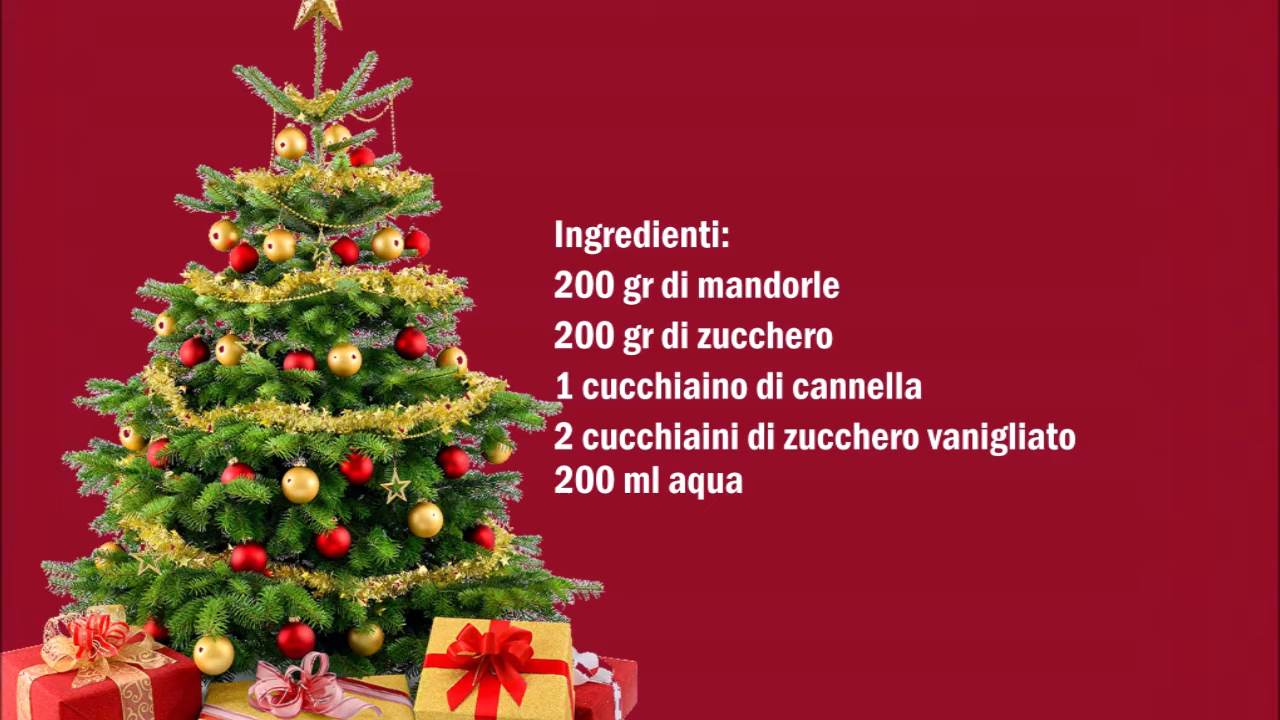 Ingredienti:
200 gr di mandorle
200 gr di zucchero
1 cucchiaino di cannella
2 cucchiaini di zucchero vanigliato
200 ml aqua